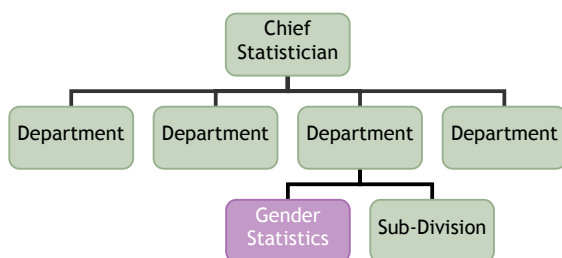 Chief
Statistician
Department
Department
Department
Department
Gender
Statistics
Sub-Division